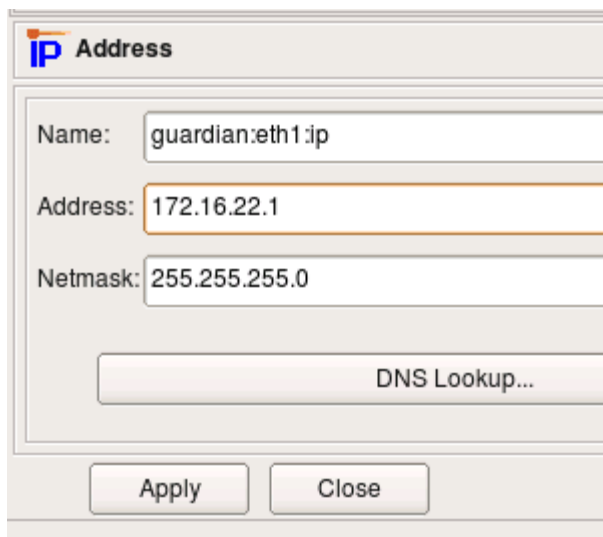 IP Address
Name: guardian:eth1:ip
Address: 172.16.22.1
Netmask: 255.255.255.0
DNS Lookup...
Apply Close